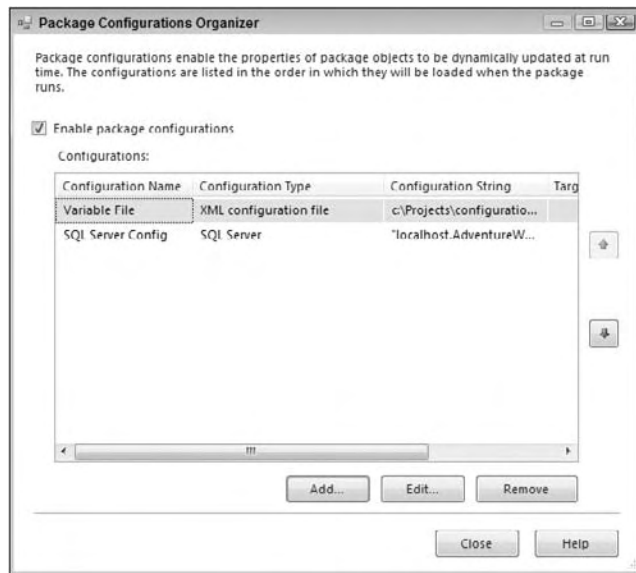 Package Configurations Organizer
Package configurations enable the properties of package objects to be dynamically updated at run
time. The configurations are listed in the order in which they will be loaded when the package
runs.
Enable package configurations
Configurations:
Configuration Name Configuration Type Configuration String Targ
Variable File XML configuration file c:\Projects\configuratio...
SQL Server Config SQL Server "localhost.AdventureW...
Add... Edit... Remove
Close Help